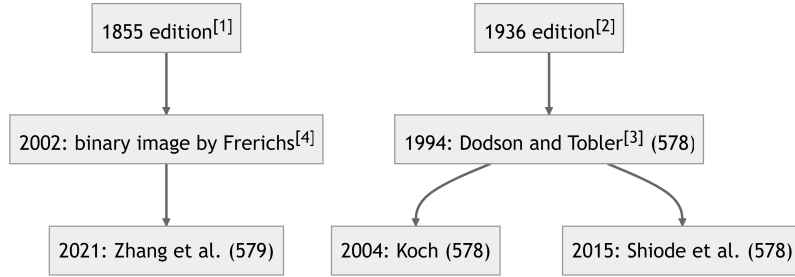 1855 edition[1]
1936 edition[2]
2002: binary image by Frerichs[4]
1994: Dodson and Tobler[3] (578)
2021: Zhang et al. (579)
2004: Koch (578)
2015: Shiode et al. (578)